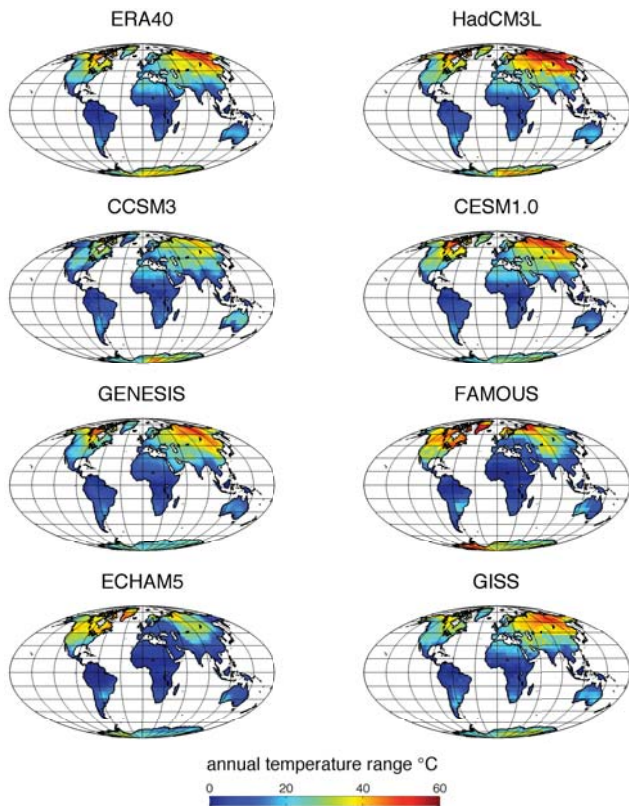 ERA40 HadCM3L
CCSM3 CESM1.0
GENESIS FAMOUS
ECHAM5 GISS
annual temperature range °C
0 20 40 60